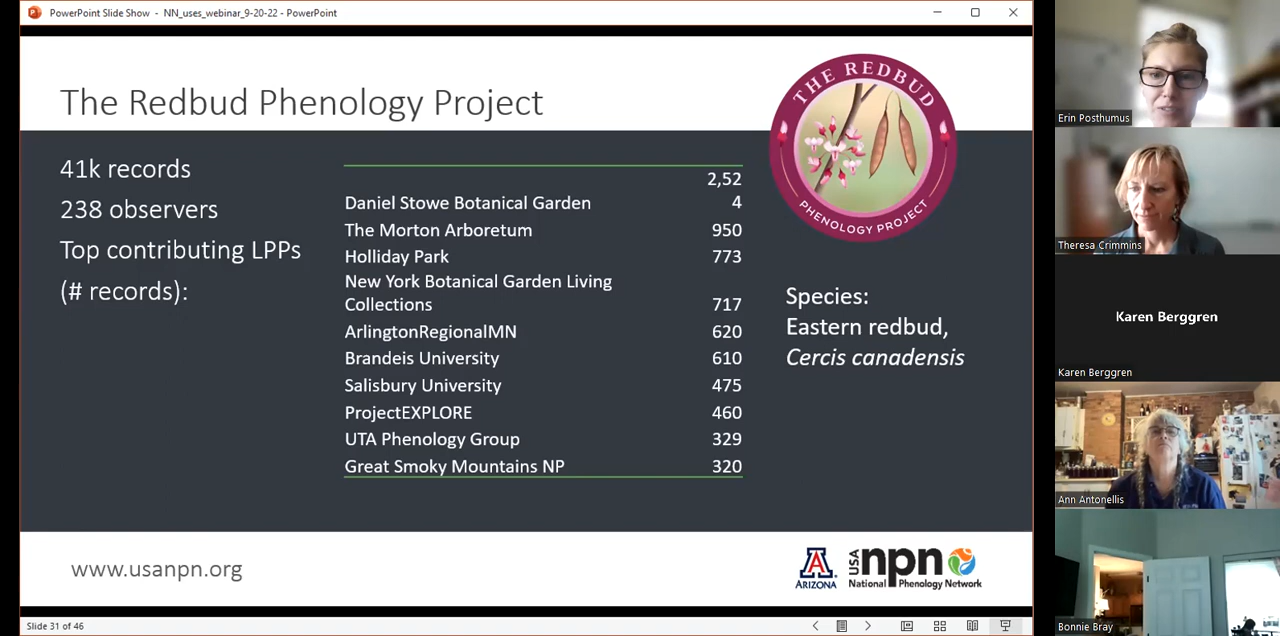 PowerPoint Slide Show - NN_uses_webinar_9-20-22 - PowerPoint
The Redbud Phenology Project
THE REDBUD
PHENOLOGY PROJECT
41k records
238 observers
Top contributing LPPs
(# records):
2,52
Daniel Stowe Botanical Garden 4
The Morton Arboretum 950
Holliday Park 773
New York Botanical Garden Living
Collections 717
ArlingtonRegionalMN 620
Brandeis University 610
Salisbury University 475
ProjectEXPLORE 460
UTA Phenology Group 329
Great Smoky Mountains NP 320
Species:
Eastern redbud,
Cercis canadensis
www.usanpn.org
A
ARIZONA
USA npn
National Phenology Network
Slide 31 of 46
Erin Posthumus
Theresa Crimmins
Karen Berggren
Karen Berggren
Ann Antonellis
Bonnie Bray